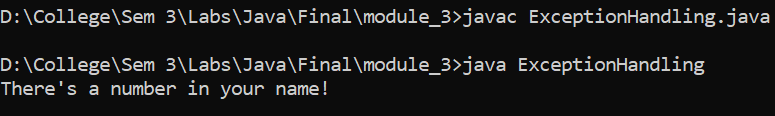 D:\College\Sem 3\Labs\Java\Final\module_3>javac ExceptionHandling.java
D:\College\Sem 3\Labs\Java\Final\module_3>java ExceptionHandling
There's a number in your name!